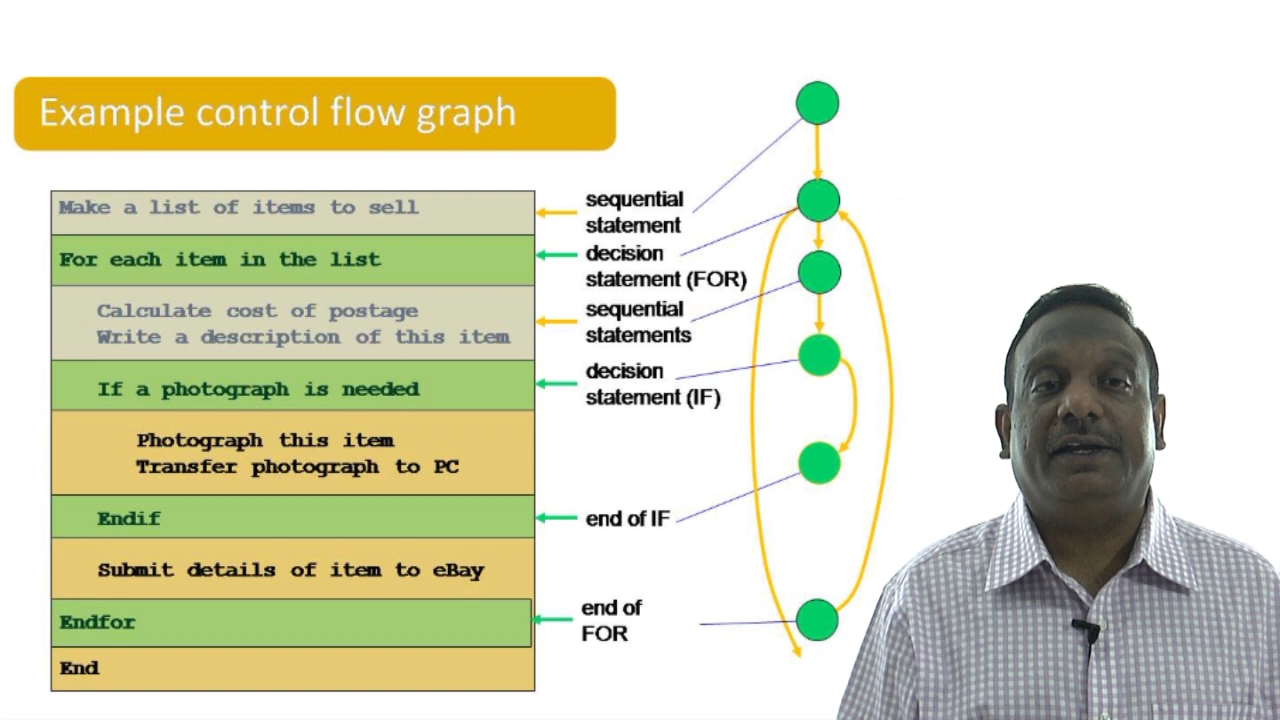 Example control flow graph
Make a list of items to sell
For each item in the list
Calculate cost of postage
Write a description of this item
If a photograph is needed
Photograph this item
Transfer photograph to PC
Endif
Submit details of item to eBay
Endfor
End
sequential
statement
decision
statement (FOR)
sequential
statements
decision
statement (IF)
end of IF
end of
FOR